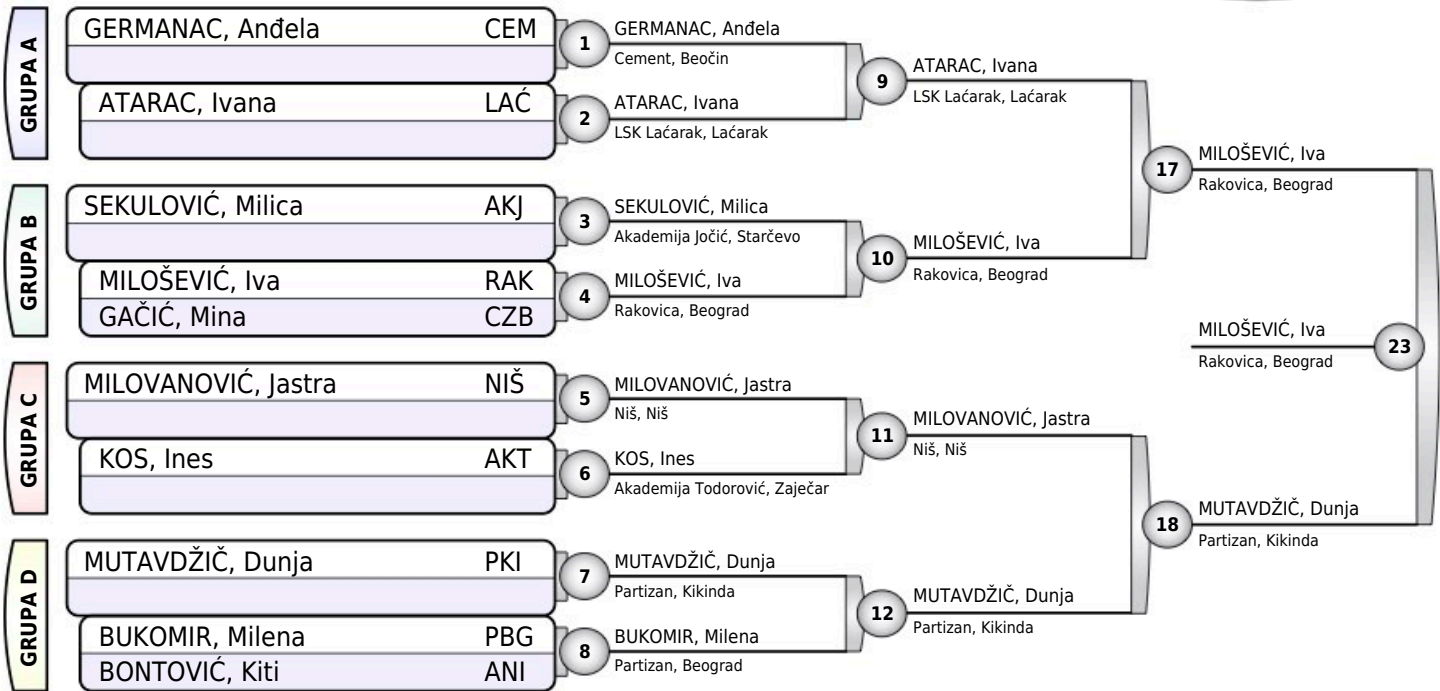 GRUPA A
GERMANAC, Anđela CEM
ATARAC, Ivana LAĆ
1
GERMANAC, Anđela
Cement, Beočin
2
ATARAC, Ivana
LSK Laćarak, Laćarak
9
ATARAC, Ivana
LSK Laćarak, Laćarak
GRUPA B
SEKULOVIĆ, Milica AKJ
MILOŠEVIĆ, Iva RAK
GAČIĆ, Mina CZB
3
SEKULOVIĆ, Milica
Akademija Jočić, Starčevo
4
MILOŠEVIĆ, Iva
Rakovica, Beograd
10
MILOŠEVIĆ, Iva
Rakovica, Beograd
17
MILOŠEVIĆ, Iva
Rakovica, Beograd
GRUPA C
MILOVANOVIĆ, Jastra NIŠ
KOS, Ines AKT
5
MILOVANOVIĆ, Jastra
Niš, Niš
6
KOS, Ines
Akademija Todorović, Zaječar
11
MILOVANOVIĆ, Jastra
Niš, Niš
GRUPA D
MUTAVDŽIČ, Dunja PKI
BUKOMIR, Milena PBG
BONTOVIĆ, Kiti ANI
7
MUTAVDŽIČ, Dunja
Partizan, Kikinda
8
BUKOMIR, Milena
Partizan, Beograd
12
MUTAVDŽIČ, Dunja
Partizan, Kikinda
18
MUTAVDŽIČ, Dunja
Partizan, Kikinda
MILOŠEVIĆ, Iva
Rakovica, Beograd
23